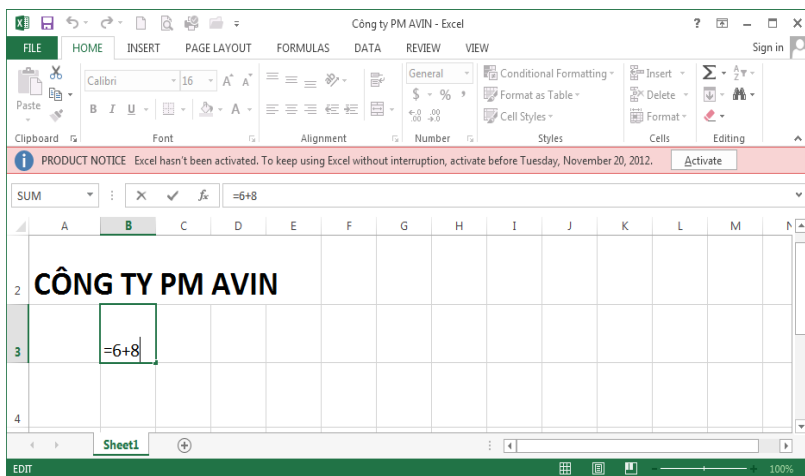 Công ty PM AVIN - Excel
FILE HOME INSERT PAGE LAYOUT FORMULAS DATA REVIEW VIEW Sign in
Paste Calibri 16 General Conditional Formatting Insert
B I U A $ % Format as Table Delete
Cell Styles Format
Clipboard Font Alignment Number Styles Cells Editing
PRODUCT NOTICE Excel hasn't been activated. To keep using Excel without interruption, activate before Tuesday, November 20, 2012. Activate
SUM fx =6+8
A B C D E F G H I J K L M N
2 CÔNG TY PM AVIN
3 =6+8
4
Sheet1
EDIT 100%